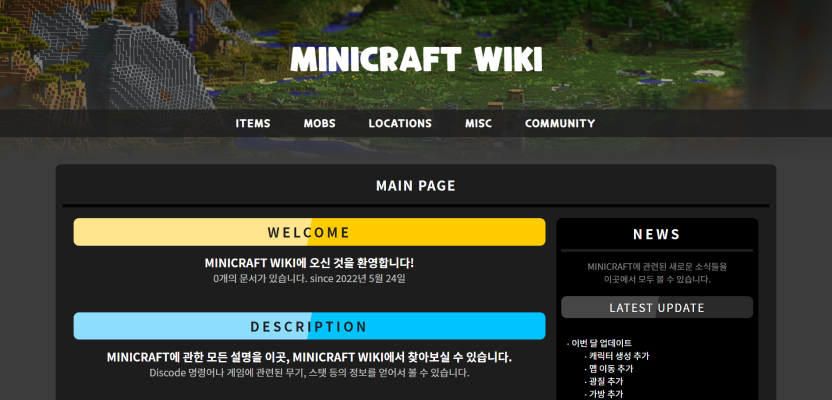 MINICRAFT WIKI
ITEMS MOBS LOCATIONS MISC COMMUNITY
MAIN PAGE
WELCOME
MINICRAFT WIKI에 오신 것을 환영합니다!
0개의 문서가 있습니다. since 2022년 5월 24일
DESCRIPTION
MINICRAFT에 관한 모든 설명을 이곳, MINICRAFT WIKI에서 찾아보실 수 있습니다.
Discode 명령어나 게임에 관련된 무기, 스탯 등의 정보를 얻어서 볼 수 있습니다.
NEWS
MINICRAFT에 관련된 새로운 소식들을
이곳에서 모두 볼 수 있습니다.
LATEST UPDATE
· 이번 달 업데이트
· 캐릭터 생성 추가
· 맵 이동 추가
· 광질 추가
· 가방 추가